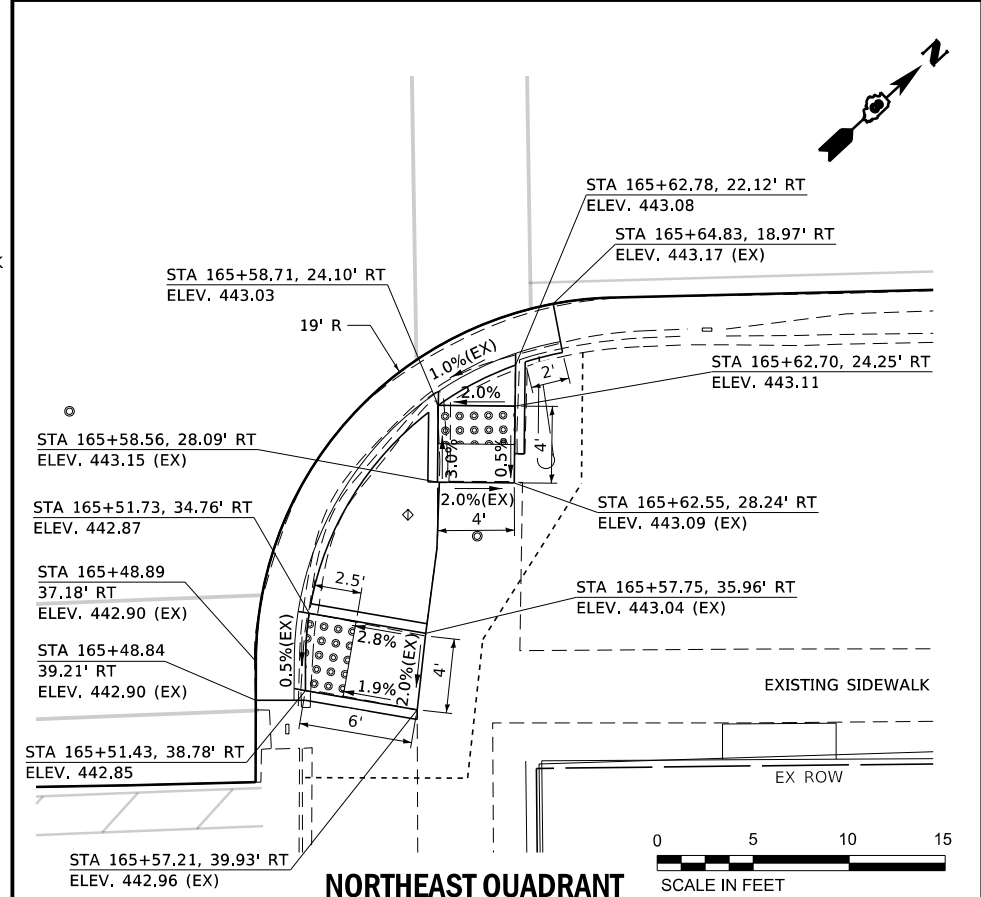 N
STA 165+62.78, 22.12' RT
ELEV. 443.08
STA 165+64.83, 18.97' RT
ELEV. 443.17 (EX)
STA 165+58.71, 24.10' RT
ELEV. 443.03
19' R
1.0%(EX)
2'
2.0%
STA 165+62.70, 24.25' RT
ELEV. 443.11
STA 165+58.56, 28.09' RT
ELEV. 443.15 (EX)
3.0%
0.5%
4'
2.0%(EX)
4'
STA 165+62.55, 28.24' RT
ELEV. 443.09 (EX)
STA 165+51.73, 34.76' RT
ELEV. 442.87
STA 165+48.89
37.18' RT
ELEV. 442.90 (EX)
2.5'
STA 165+57.75, 35.96' RT
ELEV. 443.04 (EX)
STA 165+48.84
39.21' RT
ELEV. 442.90 (EX)
0.5%(EX)
2.8%
1.9%
2.0%(EX)
4'
6'
EXISTING SIDEWALK
STA 165+51.43, 38.78' RT
ELEV. 442.85
EX ROW
STA 165+57.21, 39.93' RT
ELEV. 442.96 (EX)
NORTHEAST QUADRANT
0 5 10 15
SCALE IN FEET